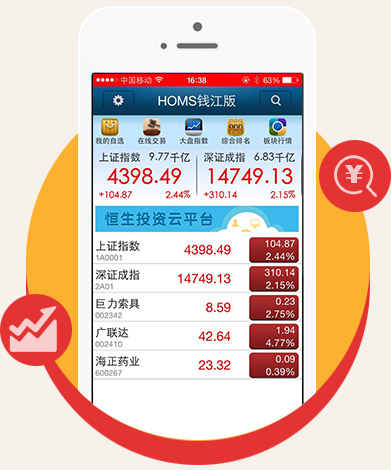 中国移动 16:38 63%
HOMS钱江版
我的自选 在线交易 大盘指数 综合排名 板块行情
上证指数 9.77千亿 深证成指 6.83千亿
4398.49 14749.13
+104.87 2.44% +310.14 2.15%
恒生投资云平台
上证指数 4398.49 104.87
1A0001 2.44%
深证成指 14749.13 310.14
2A01 2.15%
巨力索具 8.59 0.23
002342 2.75%
广联达 42.64 1.94
002410 4.77%
海正药业 23.32 0.09
600267 0.39%
¥